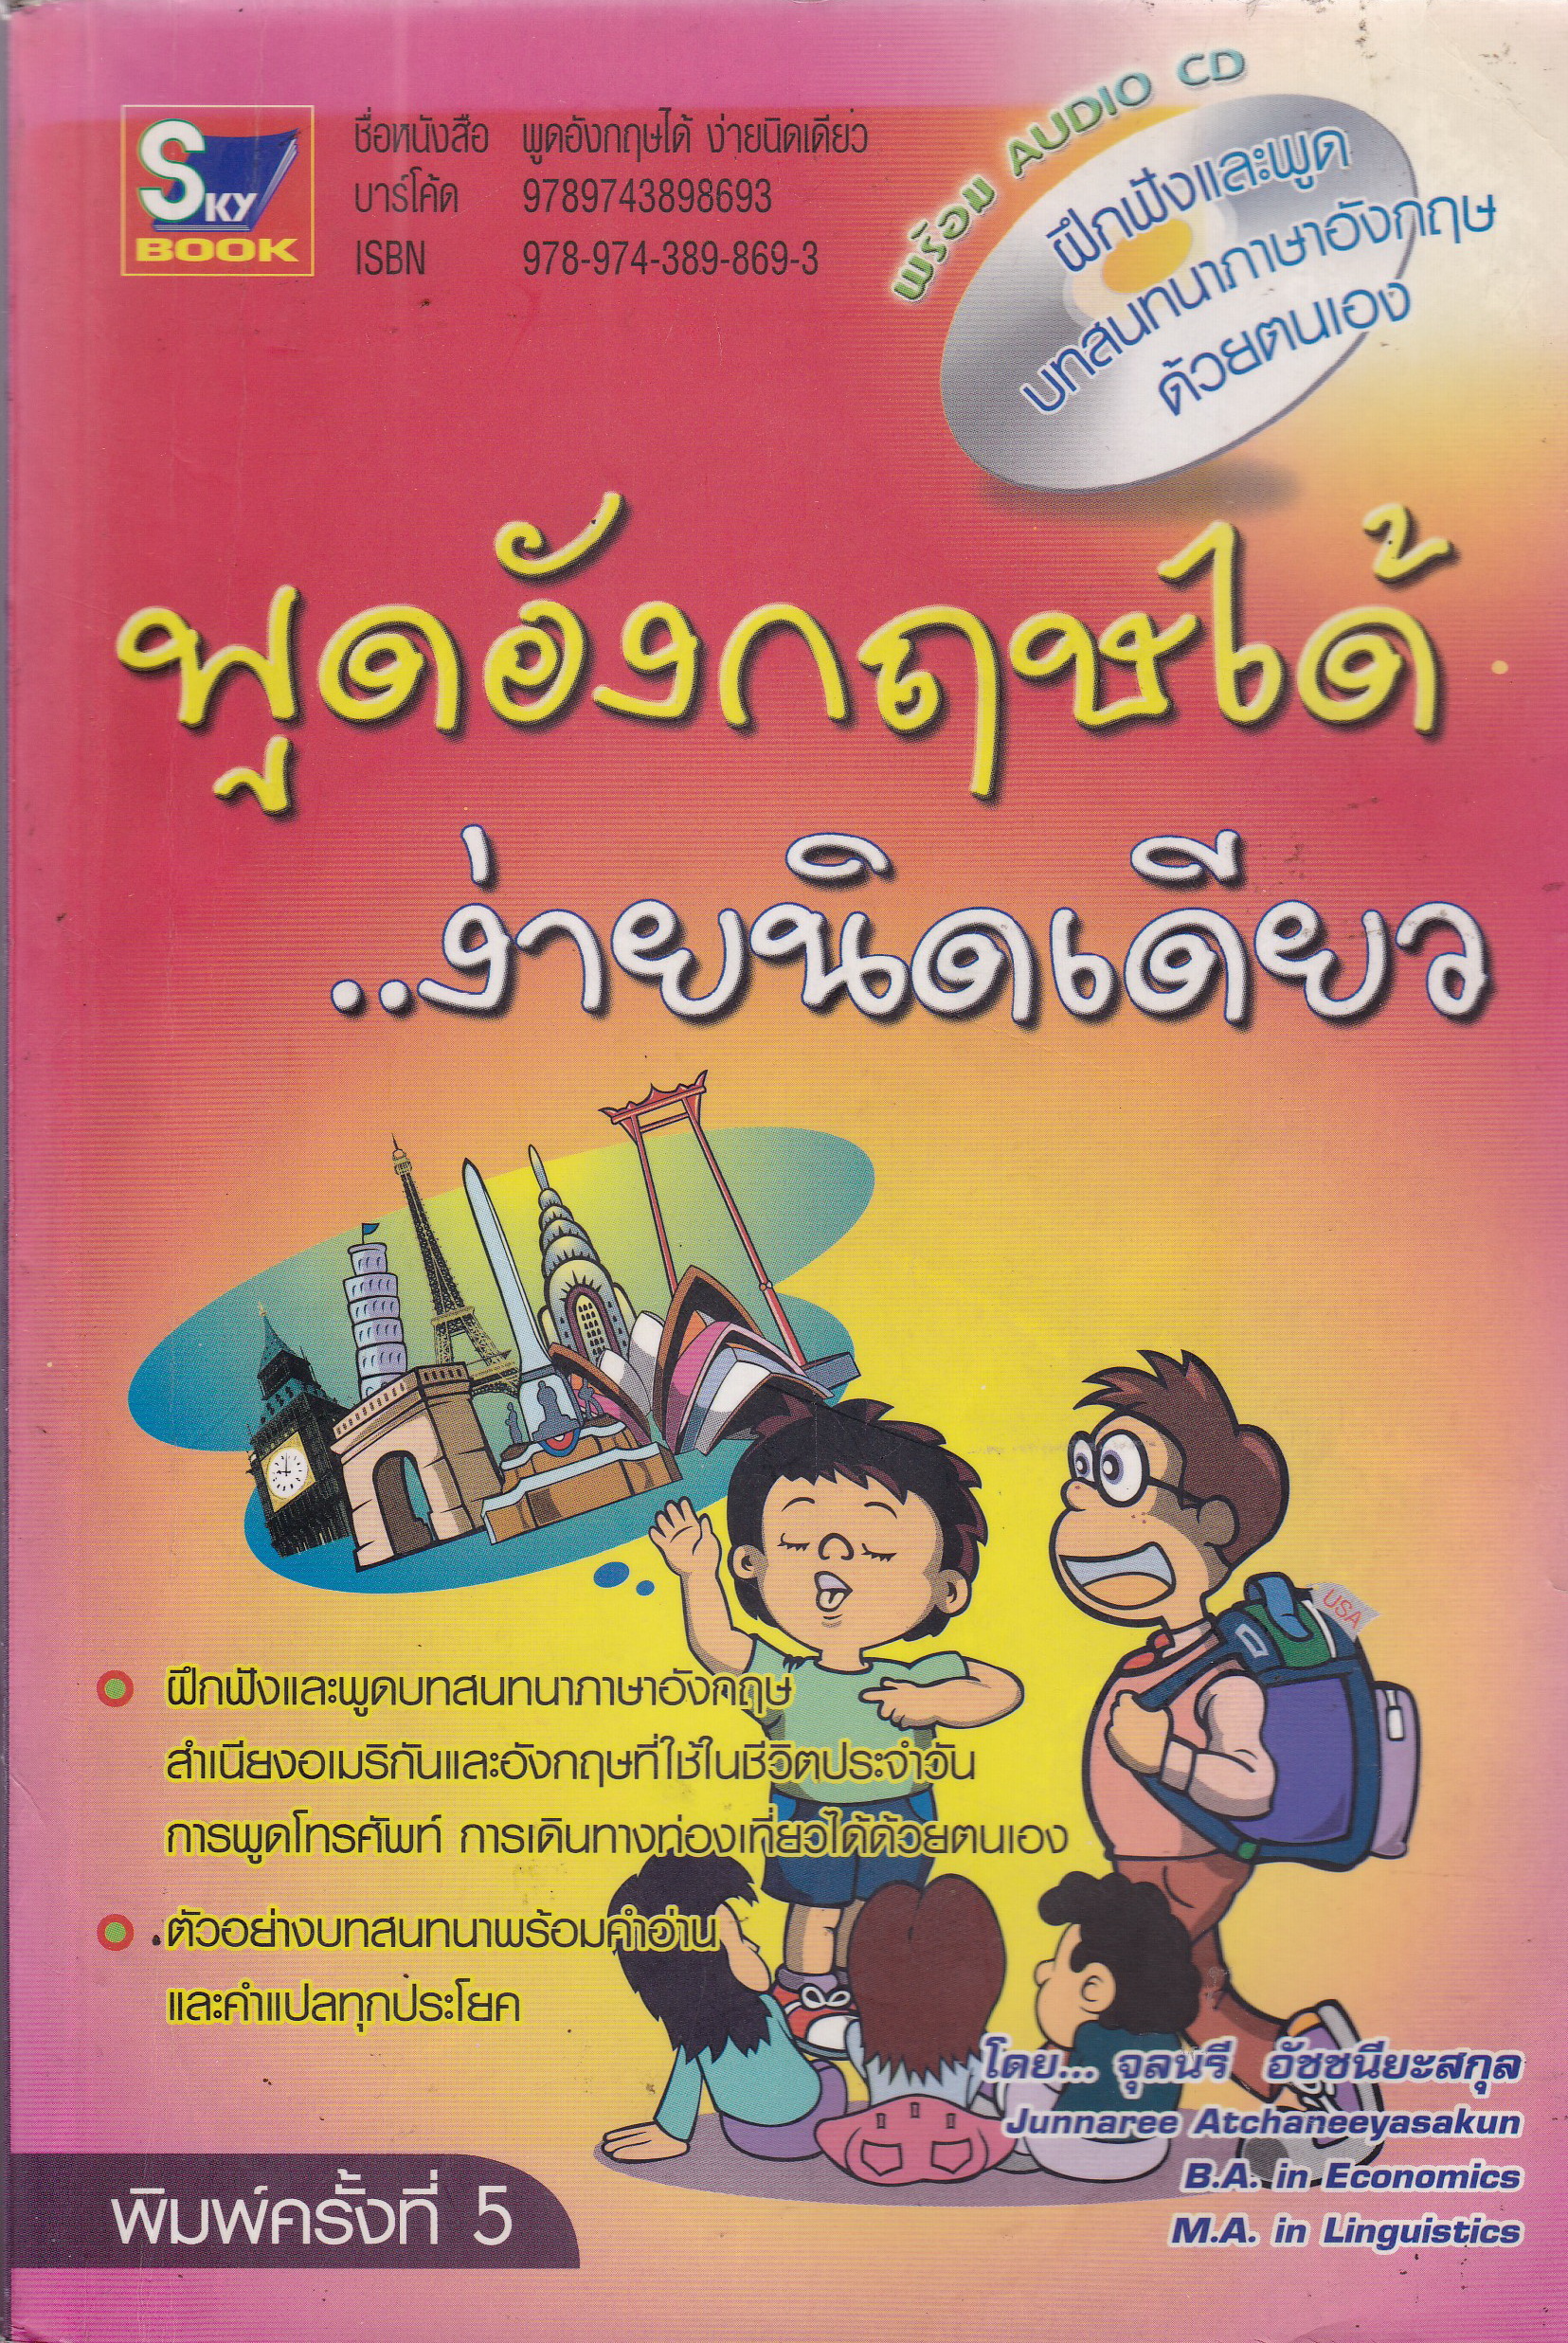 SKY
BOOK
ชื่อหนังสือ พูดอังกฤษได้ ง่ายนิดเดียว
บาร์โค้ด 9789743898693
ISBN 978-974-389-869-3
พร้อม AUDIO CD
ฝึกฟังและพูด
บทสนทนาภาษาอังกฤษ
ด้วยตนเอง
พูดอังกฤษได้
..ง่ายนิดเดียว
USA
ฝึกฟังและพูดบทสนทนาภาษาอังกฤษ
สำเนียงอเมริกันและอังกฤษที่ใช้ในชีวิตประจำวัน
การพูดโทรศัพท์ การเดินทางท่องเที่ยวได้ด้วยตนเอง
ตัวอย่างบทสนทนาพร้อมคำอ่าน
และคำแปลทุกประโยค
โดย... จุลนรี อัชชนียะสกุล
Junnaree Atchaneeyasakun
B.A. in Economics
M.A. in Linguistics
พิมพ์ครั้งที่ 5